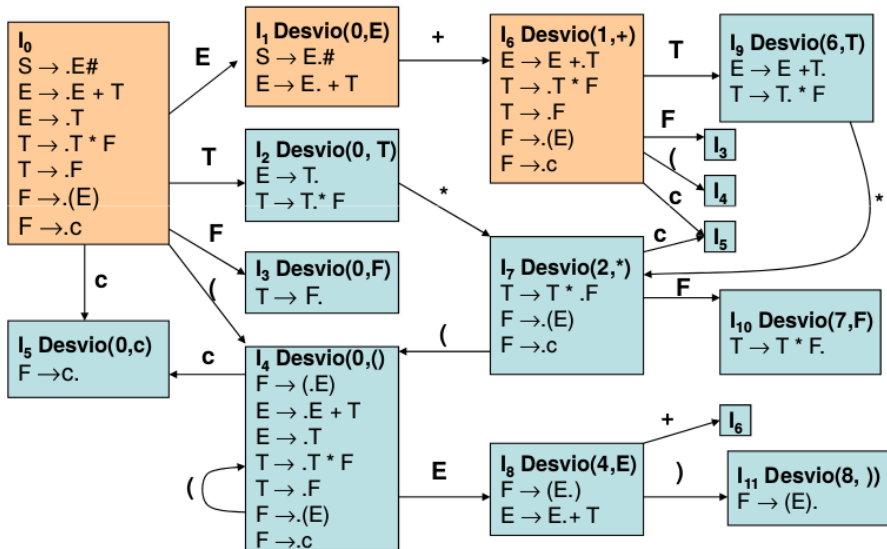 I0
S → .E#
E → .E + T
E → .T
T → .T * F
T → .F
F → .(E)
F → .c
E
T
F
(
c
I1 Desvio(0,E)
S → E.#
E → E. + T
+
I2 Desvio(0, T)
E → T.
T → T.* F
*
I3 Desvio(0,F)
T → F.
I5 Desvio(0,c)
F → c.
c
I4 Desvio(0,()
F → (.E)
E → .E + T
E → .T
T → .T * F
T → .F
F → .(E)
F → .c
(
(
E
I6 Desvio(1,+)
E → E +.T
T → .T * F
T → .F
F → .(E)
F → .c
T
F
(
c
I3
I4
I5
I9 Desvio(6,T)
E → E +T.
T → T. * F
*
I7 Desvio(2,*)
T → T * .F
F → .(E)
F → .c
c
F
I10 Desvio(7,F)
T → T * F.
I8 Desvio(4,E)
F → (E.)
E → E.+ T
+
I6
)
I11 Desvio(8, ))
F → (E).